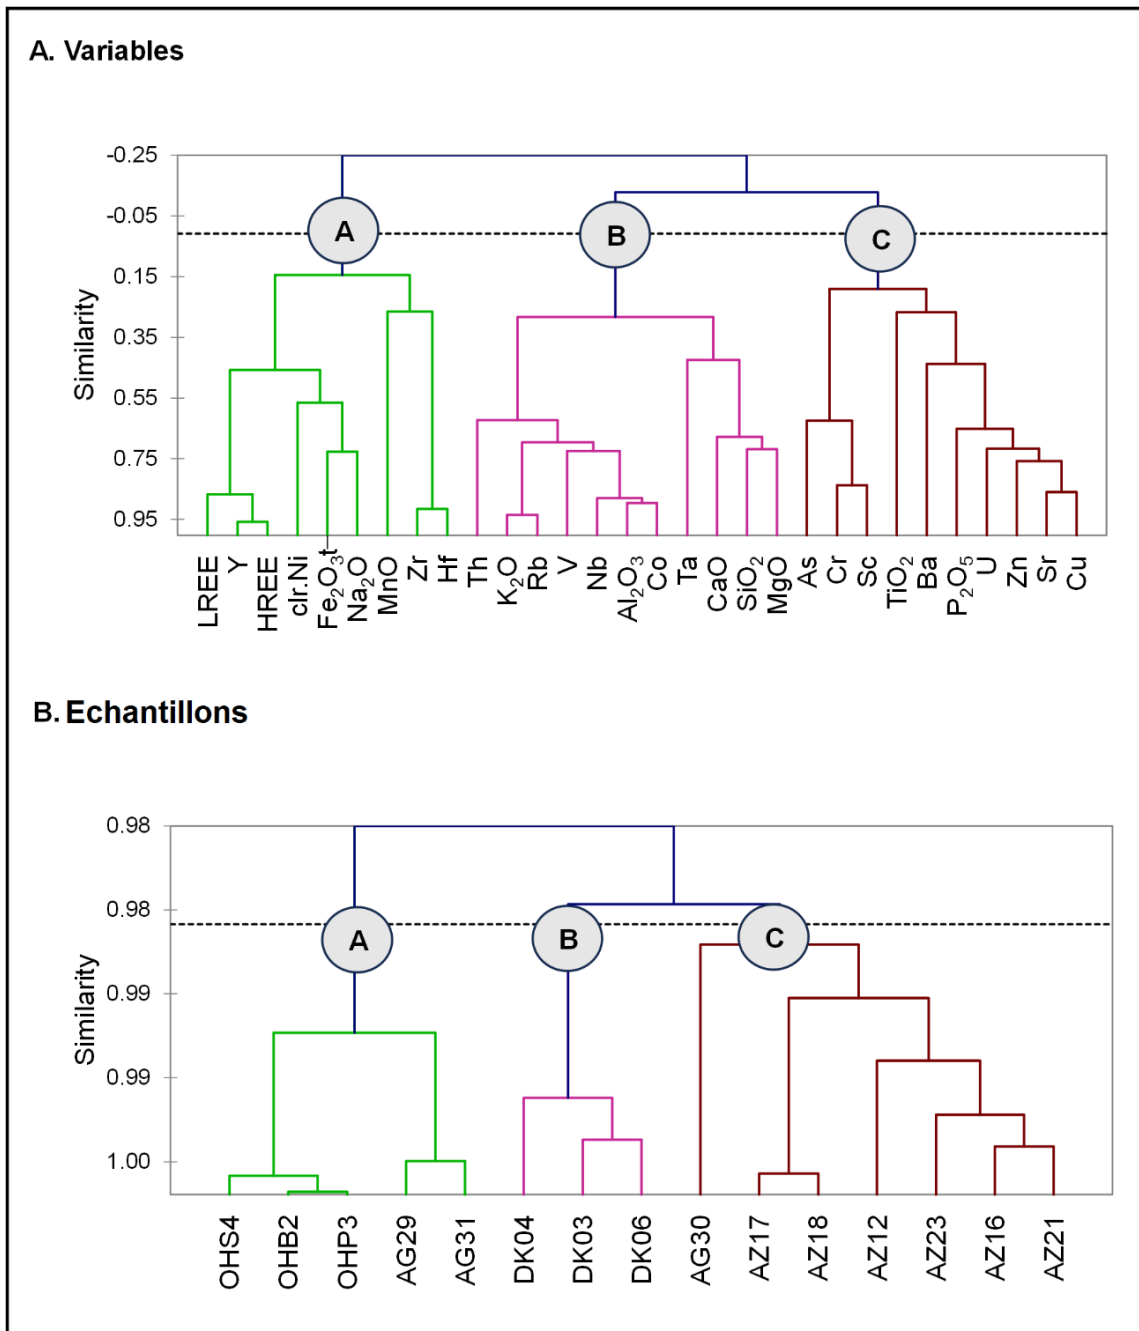 A. Variables
-0.25
-0.05
0.15
0.35
0.55
0.75
0.95
Similarity
A
B
C
LREE
Y
HREE
clr.Ni
Fe₂O₃t
Na₂O
MnO
Zr
Hf
Th
K₂O
Rb
V
Nb
Al₂O₃
Co
Ta
CaO
SiO₂
MgO
As
Cr
Sc
TiO₂
Ba
P₂O₅
U
Zn
Sr
Cu
B. Echantillons
0.98
0.98
0.99
0.99
1.00
Similarity
A
B
C
OHS4
OHB2
OHP3
AG29
AG31
DK04
DK03
DK06
AG30
AZ17
AZ18
AZ12
AZ23
AZ16
AZ21